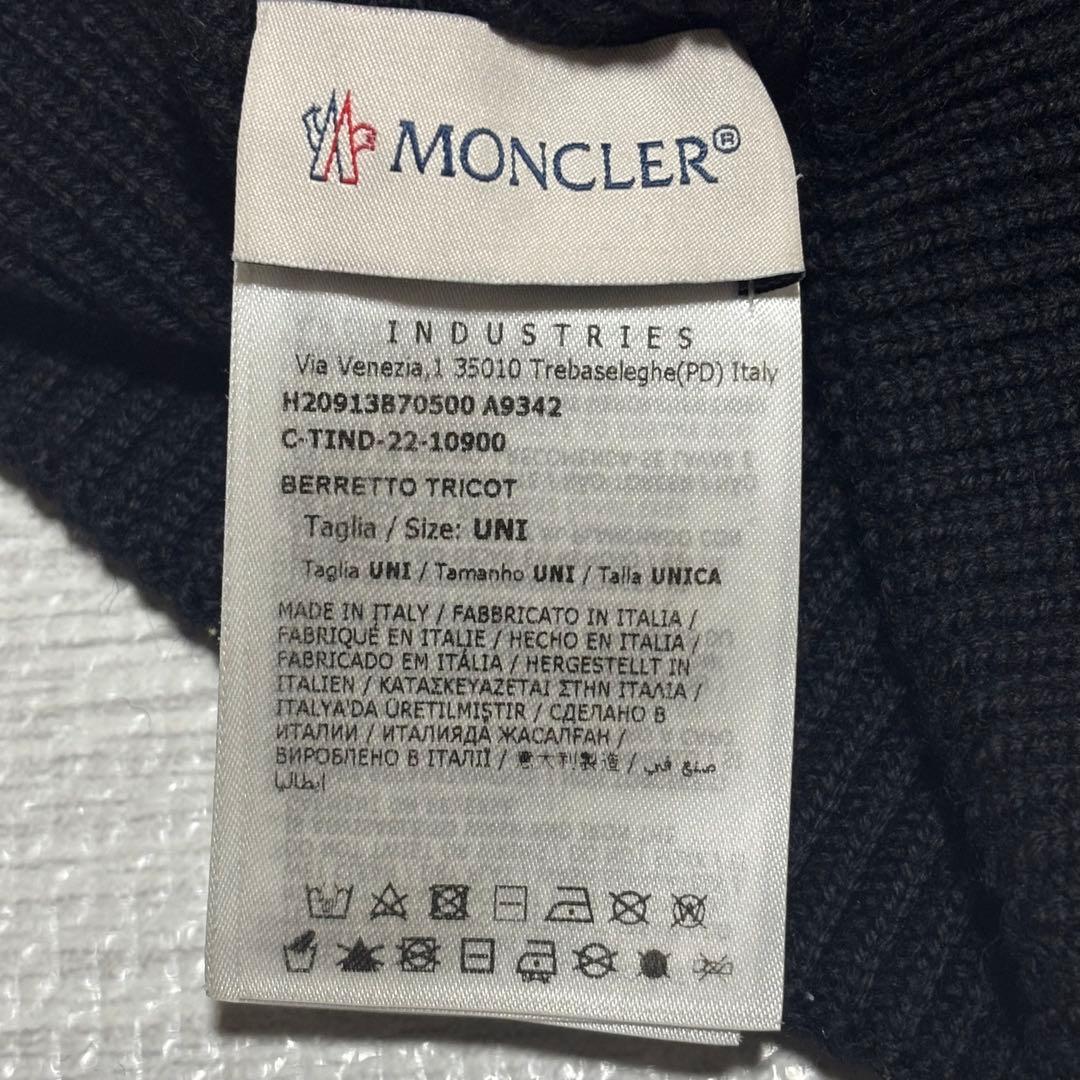 MONCLER®
INDUSTRIES
Via Venezia,1 35010 Trebaseleghe(PD) Italy
H20913B70500 A9342
C-TIND-22-10900
BERRETTO TRICOT
Taglia / Size: UNI
Taglia UNI / Tamanho UNI / Talla UNICA
MADE IN ITALY / FABBRICATO IN ITALIA /
FABRIQUÉ EN ITALIE / HECHO EN ITALIA /
FABRICADO EM ITÁLIA / HERGESTELLT IN
ITALIEN / ΚΑΤΑΣΚΕΥΑΖΕΤΑΙ ΣΤΗΝ ΙΤΑΛΙΑ /
ITALYA'DA ÜRETILMIŞTIR / СДЕЛАНО В
ИТАЛИИ / ИТАЛИЯДА ЖАСАЛҒАН /
ВИРОБЛЕНО В ІТАЛІЇ / 意大利製造 / صنع في
إيطاليا